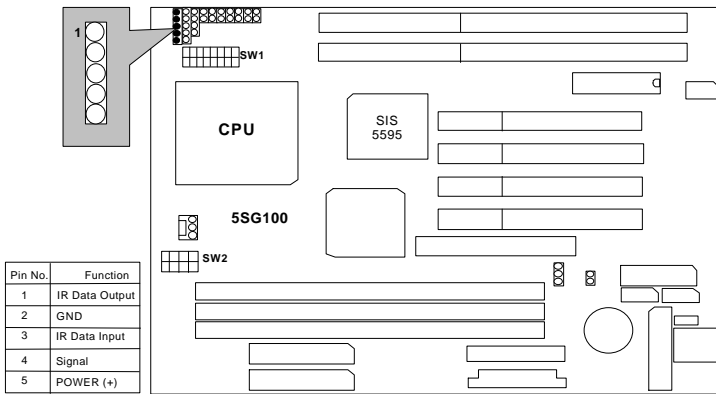 1
SW1
CPU
SIS
5595
5SG100
SW2
Pin No. Function
1 IR Data Output
2 GND
3 IR Data Input
4 Signal
5 POWER (+)